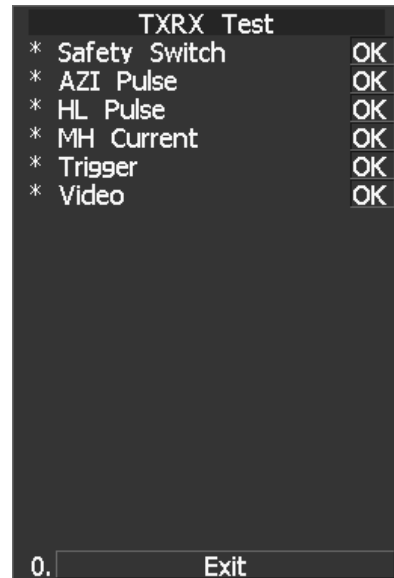 TXRX Test
* Safety Switch OK
* AZI Pulse OK
* HL Pulse OK
* MH Current OK
* Trigger OK
* Video OK
0. Exit